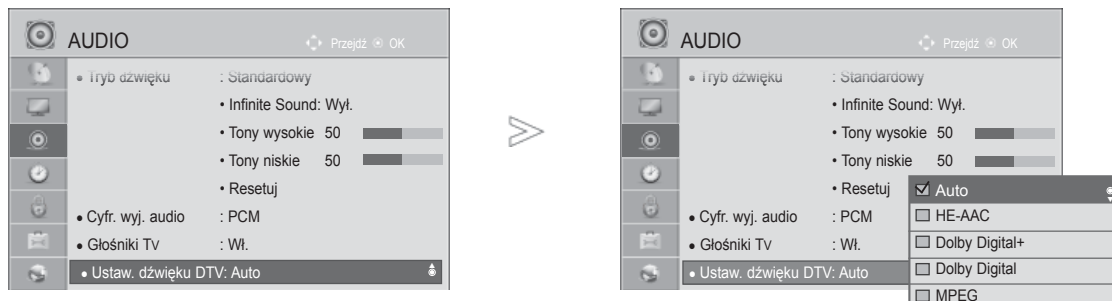 AUDIO
Przejdź OK
• Tryb dźwięku : Standardowy
• Infinite Sound: Wył.
• Tony wysokie 50
• Tony niskie 50
• Resetuj
• Cyfr. wyj. audio : PCM
• Głośniki TV : Wł.
• Ustaw. dźwięku DTV: Auto
AUDIO
Przejdź OK
• Tryb dźwięku : Standardowy
• Infinite Sound: Wył.
• Tony wysokie 50
• Tony niskie 50
• Resetuj
• Cyfr. wyj. audio : PCM
• Głośniki TV : Wł.
• Ustaw. dźwięku DTV: Auto
Auto
HE-AAC
Dolby Digital+
Dolby Digital
MPEG